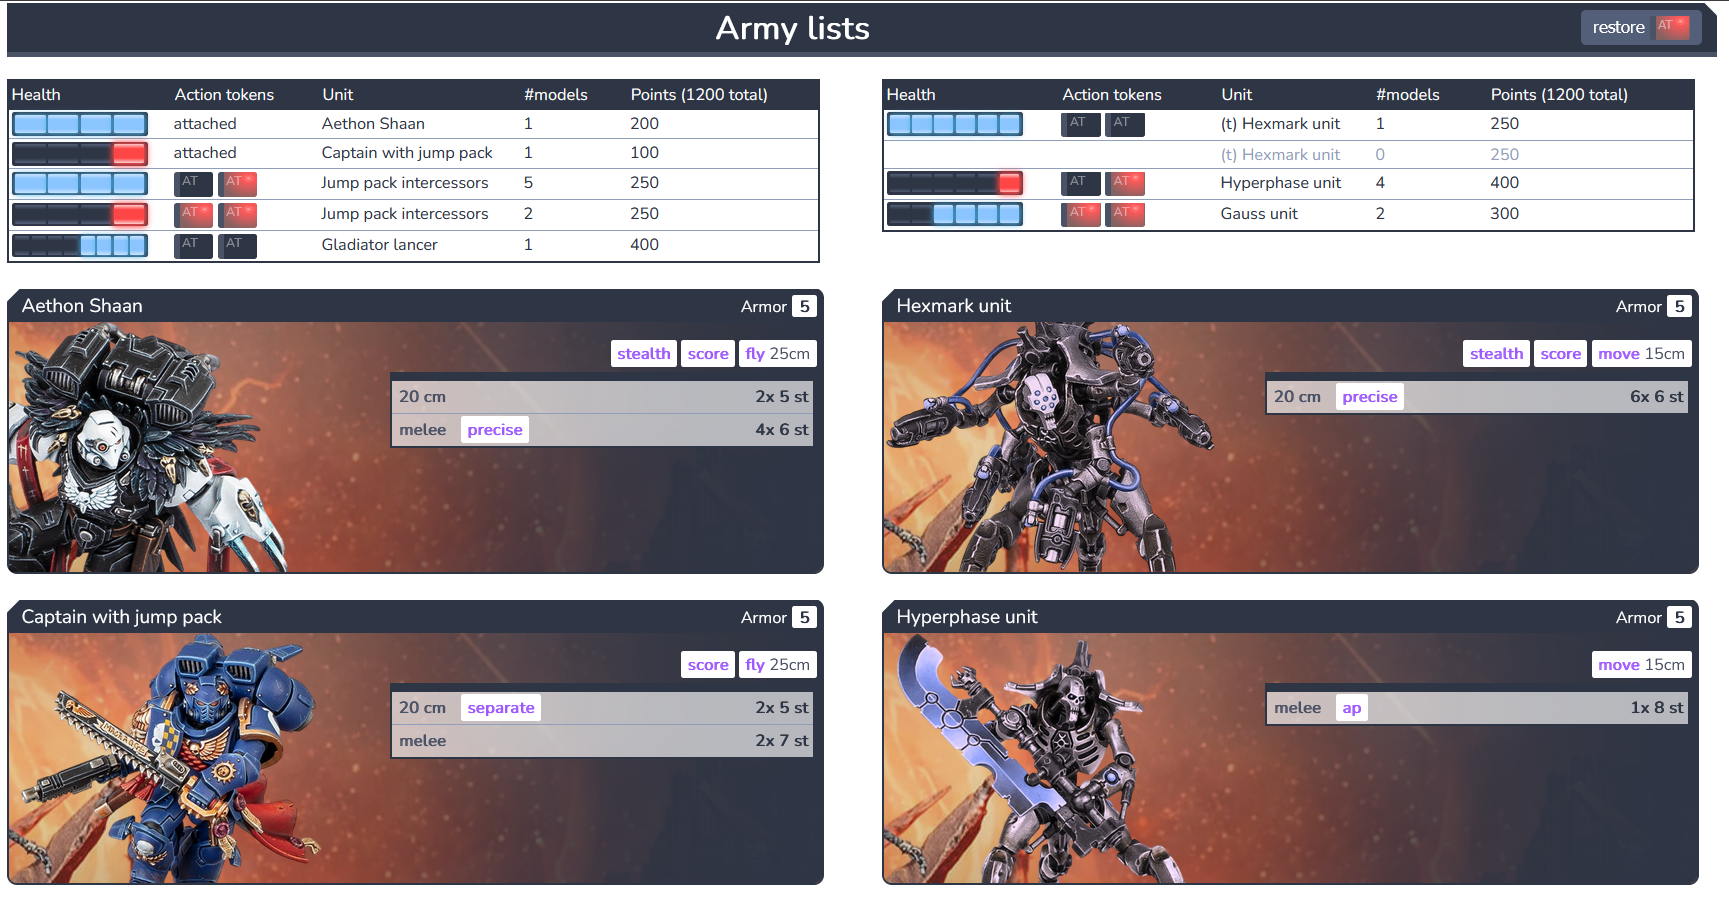 Army lists
restore AT
Health Action tokens Unit #models Points (1200 total)
attached Aethon Shaan 1 200
attached Captain with jump pack 1 100
AT AT Jump pack intercessors 5 250
AT AT Jump pack intercessors 2 250
AT AT Gladiator lancer 1 400
Health Action tokens Unit #models Points (1200 total)
AT AT (t) Hexmark unit 1 250
(t) Hexmark unit 0 250
AT AT Hyperphase unit 4 400
AT AT Gauss unit 2 300
Aethon Shaan Armor 5
stealth score fly 25cm
20 cm 2x 5 st
melee precise 4x 6 st
Hexmark unit Armor 5
stealth score move 15cm
20 cm precise 6x 6 st
Captain with jump pack Armor 5
score fly 25cm
20 cm separate 2x 5 st
melee 2x 7 st
Hyperphase unit Armor 5
move 15cm
melee ap 1x 8 st